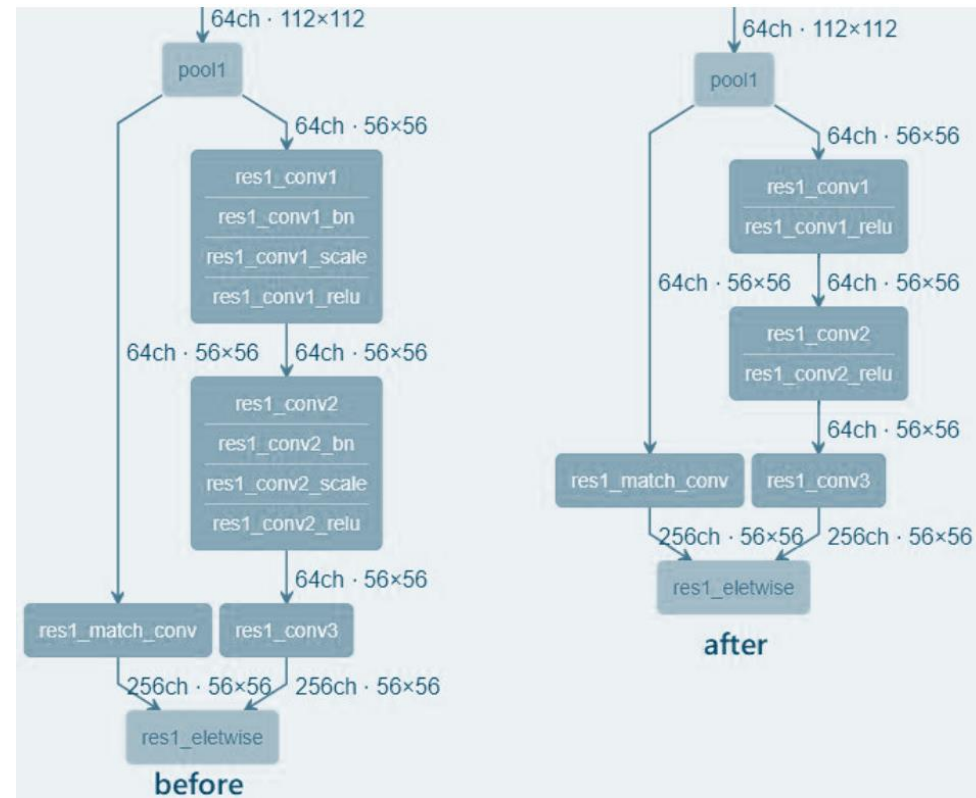 64ch · 112×112
pool1
64ch · 56×56
res1_conv1
res1_conv1_bn
res1_conv1_scale
res1_conv1_relu
64ch · 56×56
64ch · 56×56
res1_conv2
res1_conv2_bn
res1_conv2_scale
res1_conv2_relu
64ch · 56×56
res1_match_conv
res1_conv3
256ch · 56×56
256ch · 56×56
res1_eletwise
before
64ch · 112×112
pool1
64ch · 56×56
res1_conv1
res1_conv1_relu
64ch · 56×56
64ch · 56×56
res1_conv2
res1_conv2_relu
64ch · 56×56
res1_match_conv
res1_conv3
256ch · 56×56
256ch · 56×56
res1_eletwise
after